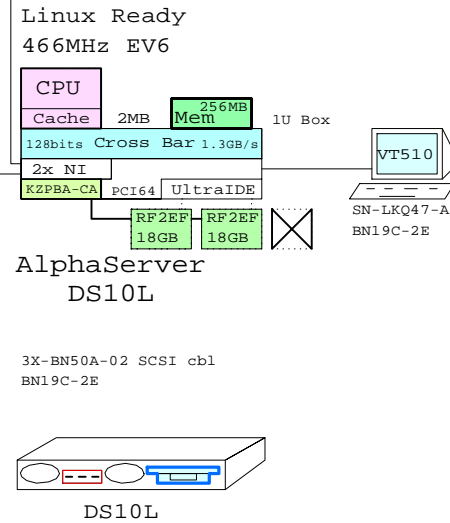 Linux Ready
466MHz EV6
CPU
Cache 2MB Mem 256MB 1U Box
128bits Cross Bar 1.3GB/s
VT510
2x NI
KZPBA-CA PCI64 UltraIDE
SN-LKQ47-A
BN19C-2E
RF2EF RF2EF
18GB 18GB
AlphaServer
DS10L
3X-BN50A-02 SCSI cbl
BN19C-2E
DS10L